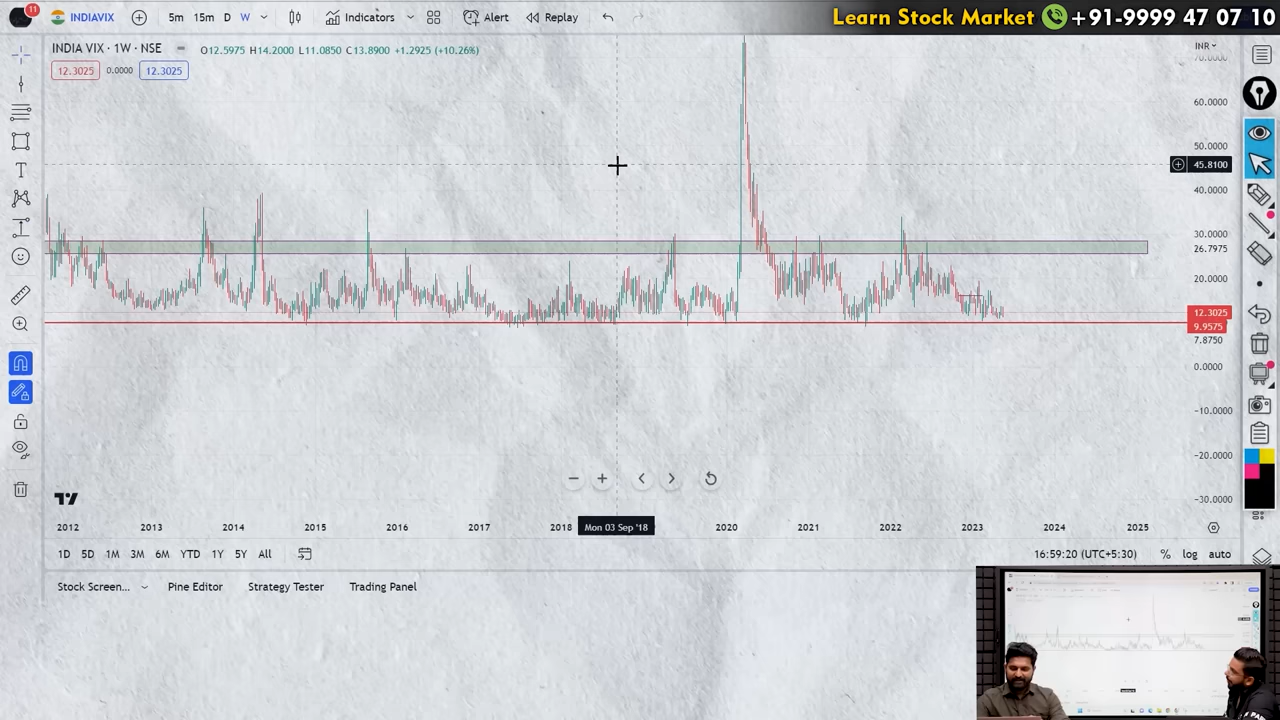 11
INDIAVIX
5m 15m D W
Indicators
Alert
Replay
Learn Stock Market +91-9999 47 07 10
INDIA VIX · 1W · NSE
O12.5975 H14.2000 L11.0850 C13.8900 +1.2925 (+10.26%)
INR
12.3025 0.0000 12.3025
70.0000
60.0000
50.0000
45.8100
40.0000
30.0000
26.7975
20.0000
12.3025
9.9575
7.8750
0.0000
−10.0000
−20.0000
−30.0000
2012 2013 2014 2015 2016 2017 2018 Mon 03 Sep '18 2020 2021 2022 2023 2024 2025
1D 5D 1M 3M 6M YTD 1Y 5Y All
16:59:20 (UTC+5:30) % log auto
Stock Screen... Pine Editor Strategy Tester Trading Panel